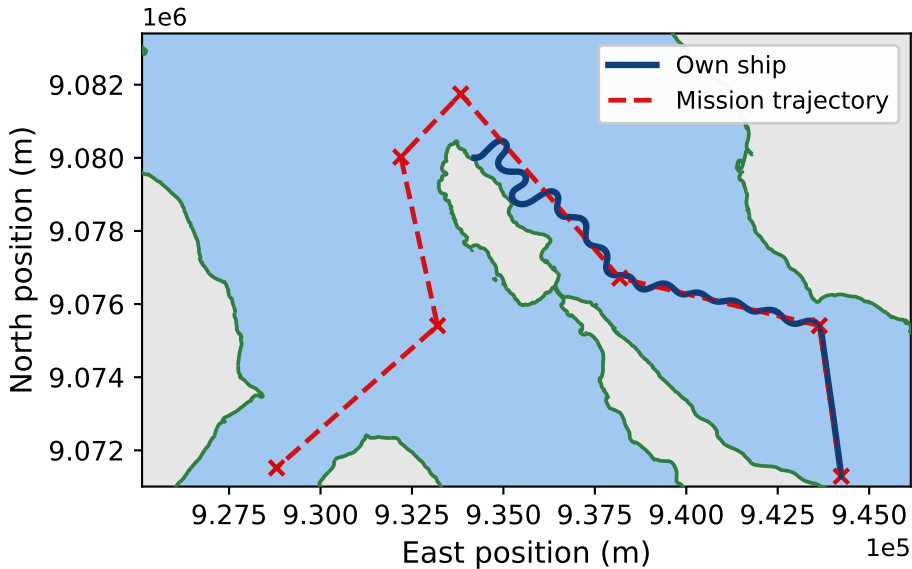 1e6
Own ship
Mission trajectory
9.082
9.080
9.078
9.076
9.074
9.072
North position (m)
9.275 9.300 9.325 9.350 9.375 9.400 9.425 9.450
1e5
East position (m)